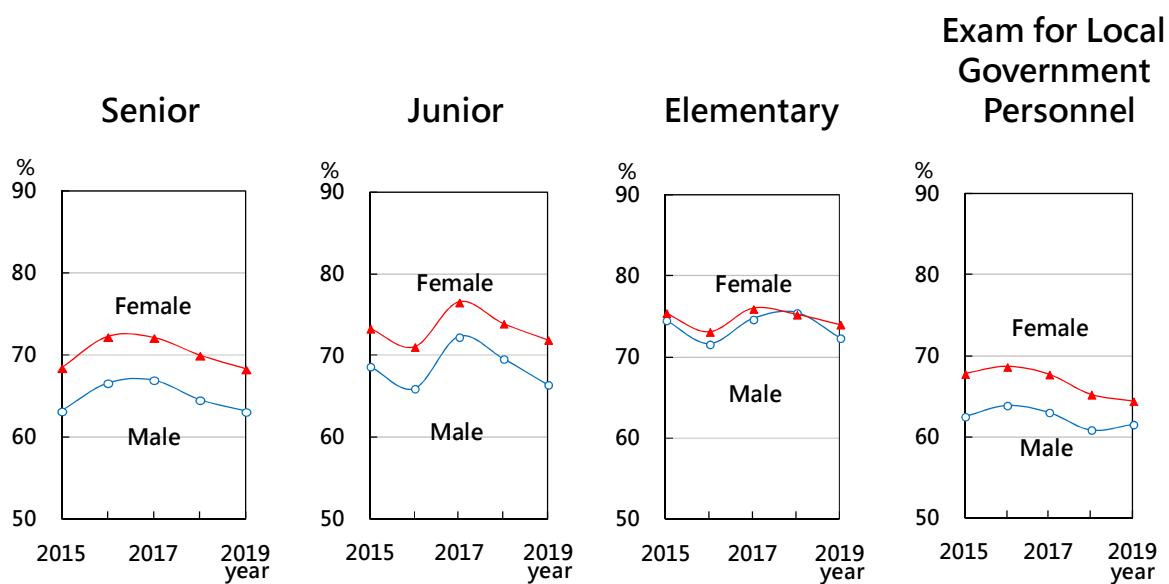 Senior
%
90
80
70
60
50
Female
Male
2015 2017 2019
year
Junior
90
80
70
60
50
Female
Male
2015 2017 2019
year
Elementary
90
80
70
60
50
Female
Male
2015 2017 2019
year
Exam for Local
Government
Personnel
%
90
80
70
60
50
Female
Male
2015 2017 2019
year